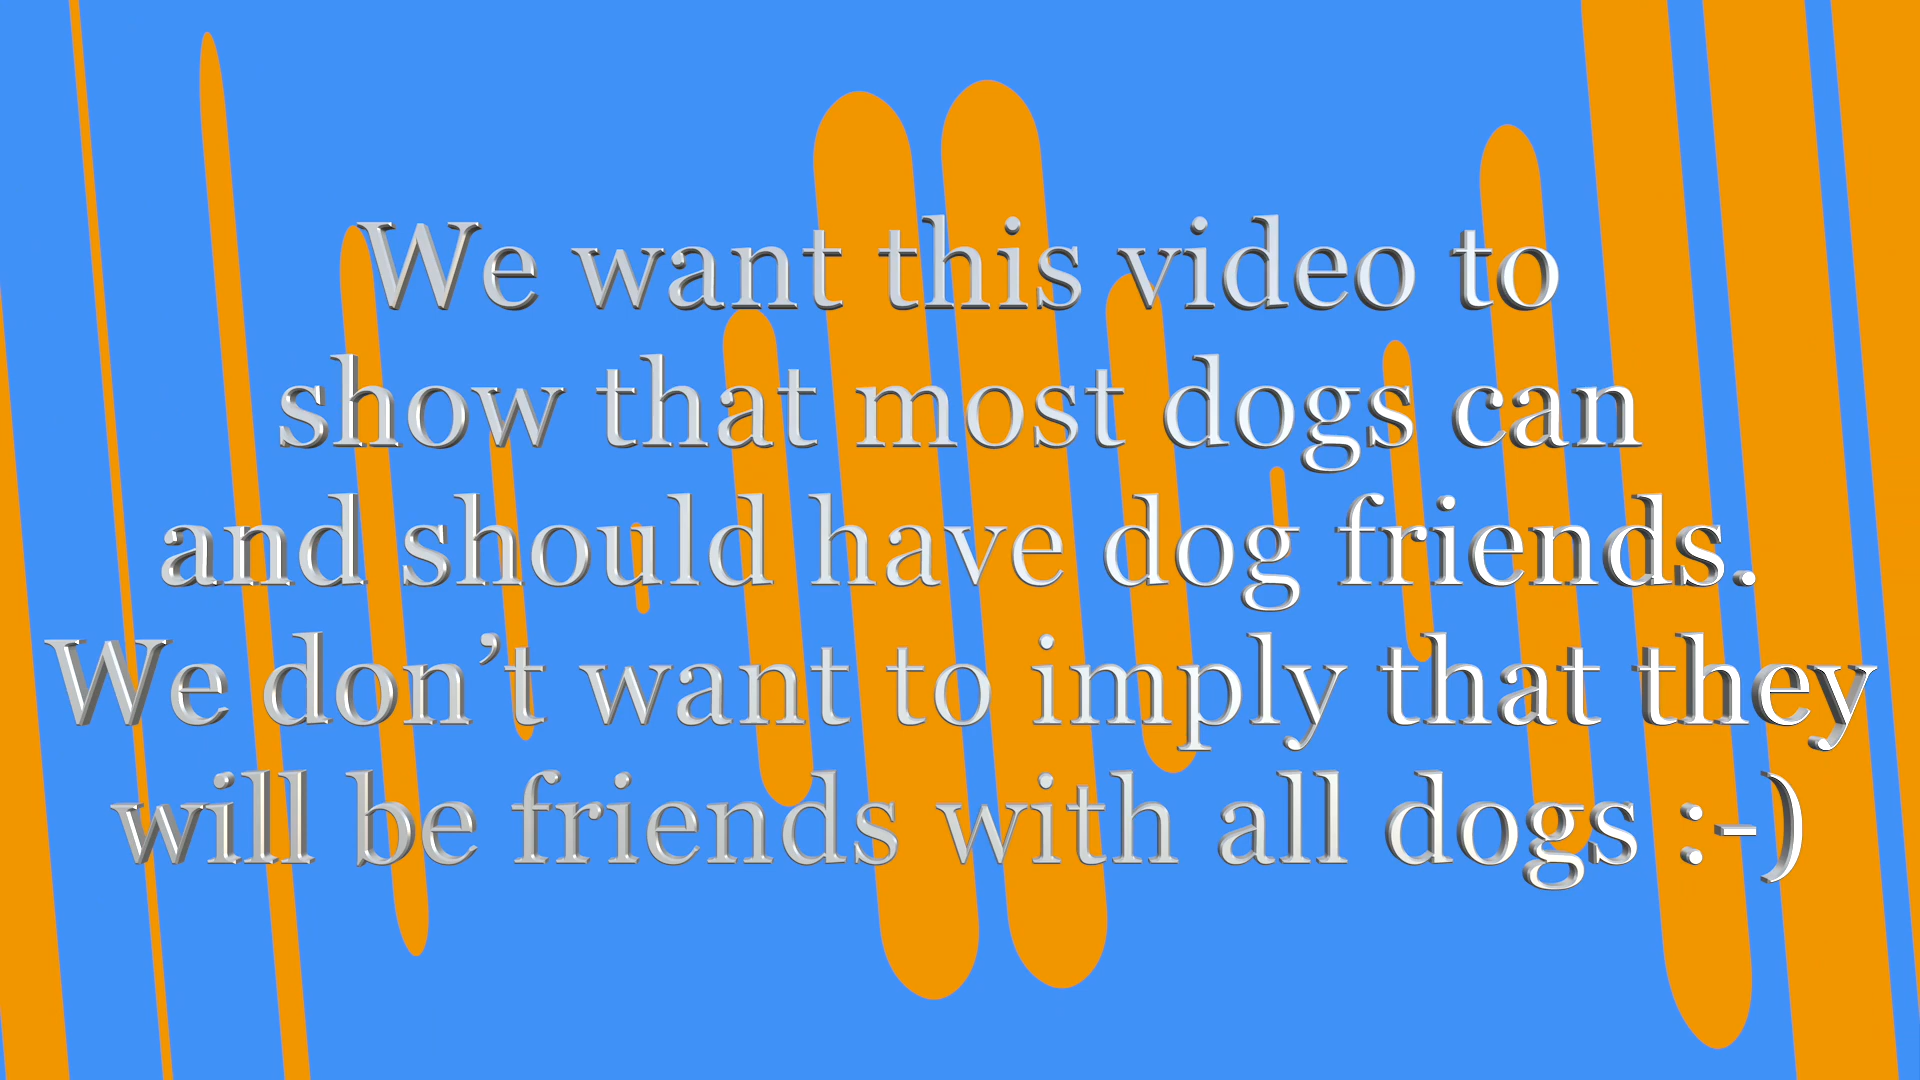 We want this video to
show that most dogs can
and should have dog friends.
We don’t want to imply that they
will be friends with all dogs :-)